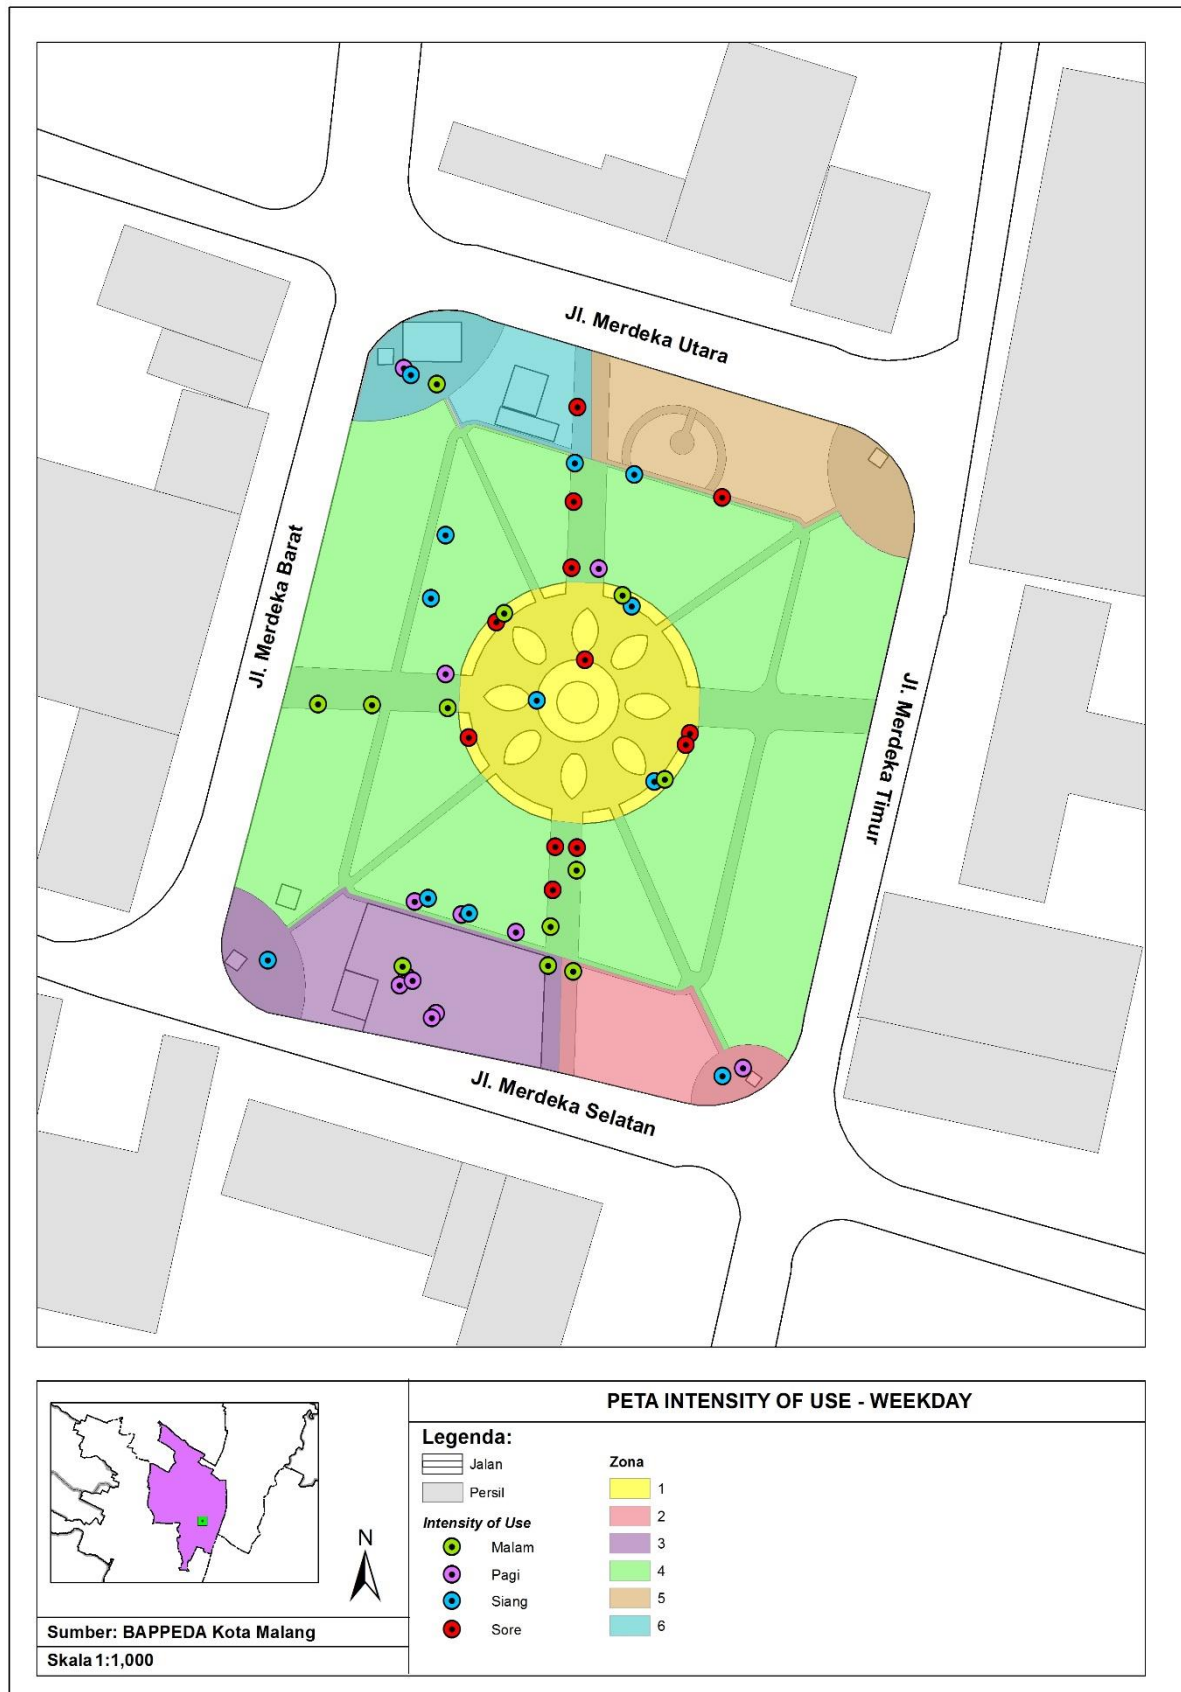 Jl. Merdeka Utara
Jl. Merdeka Barat
Jl. Merdeka Timur
Jl. Merdeka Selatan
PETA INTENSITY OF USE - WEEKDAY
Legenda:
Jalan
Persil
Intensity of Use
Malam
Pagi
Siang
Sore
Zona
1
2
3
4
5
6
N
Sumber: BAPPEDA Kota Malang
Skala 1:1,000